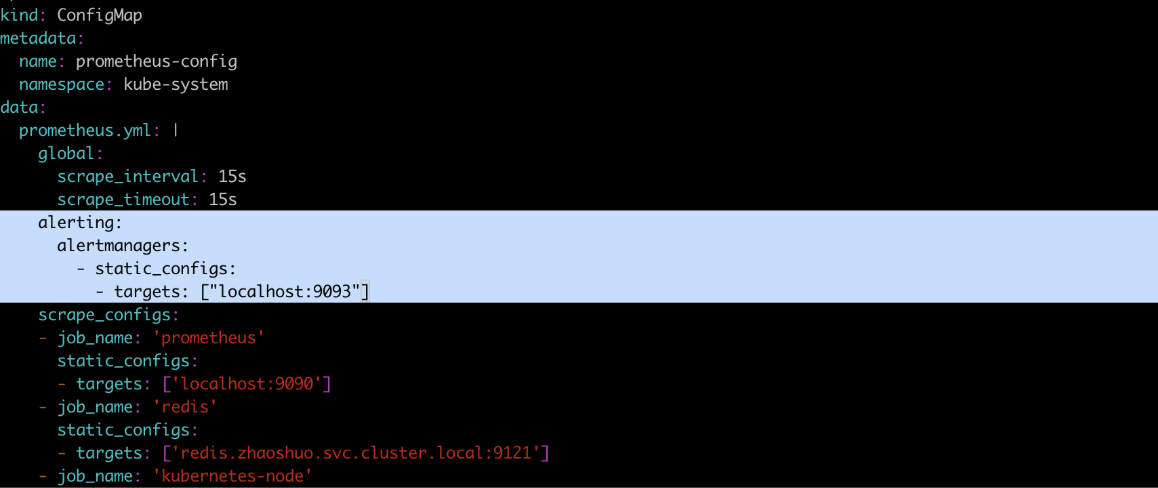 kind: ConfigMap
metadata:
  name: prometheus-config
  namespace: kube-system
data:
  prometheus.yml: |
    global:
      scrape_interval: 15s
      scrape_timeout: 15s
    alerting:
      alertmanagers:
        - static_configs:
          - targets: ["localhost:9093"]
    scrape_configs:
    - job_name: 'prometheus'
      static_configs:
      - targets: ['localhost:9090']
    - job_name: 'redis'
      static_configs:
      - targets: ['redis.zhaoshuo.svc.cluster.local:9121']
    - job_name: 'kubernetes-node'